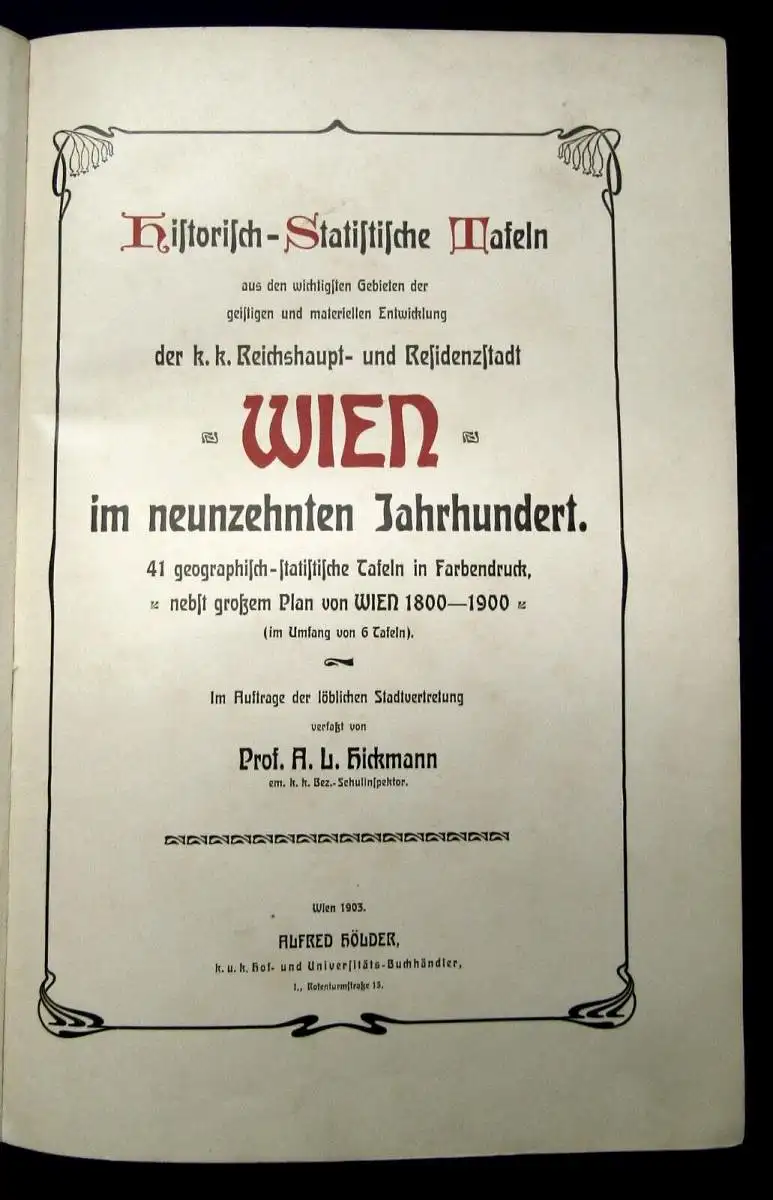 Hiſtoriſch-Statiſtiſche Tafeln
aus den wichtigſten Gebieten der
geiſtigen und materiellen Entwicklung
der k. k. Reichshaupt- und Reſidenzſtadt
WIEN
im neunzehnten Jahrhundert.
41 geographiſch-ſtatiſtiſche Tafeln in Farbendruck,
nebſt großem Plan von WIEN 1800—1900
(im Umfang von 6 Tafeln).
Im Auftrage der löblichen Stadtvertretung
verfaßt von
Prof. A. L. Hickmann
em. k. k. Bez.-Schulinſpektor.
Wien 1903.
ALFRED HÖLDER,
k. u. k. Hof- und Univerſitäts-Buchhändler,
I., Rotenturmſtraße 13.